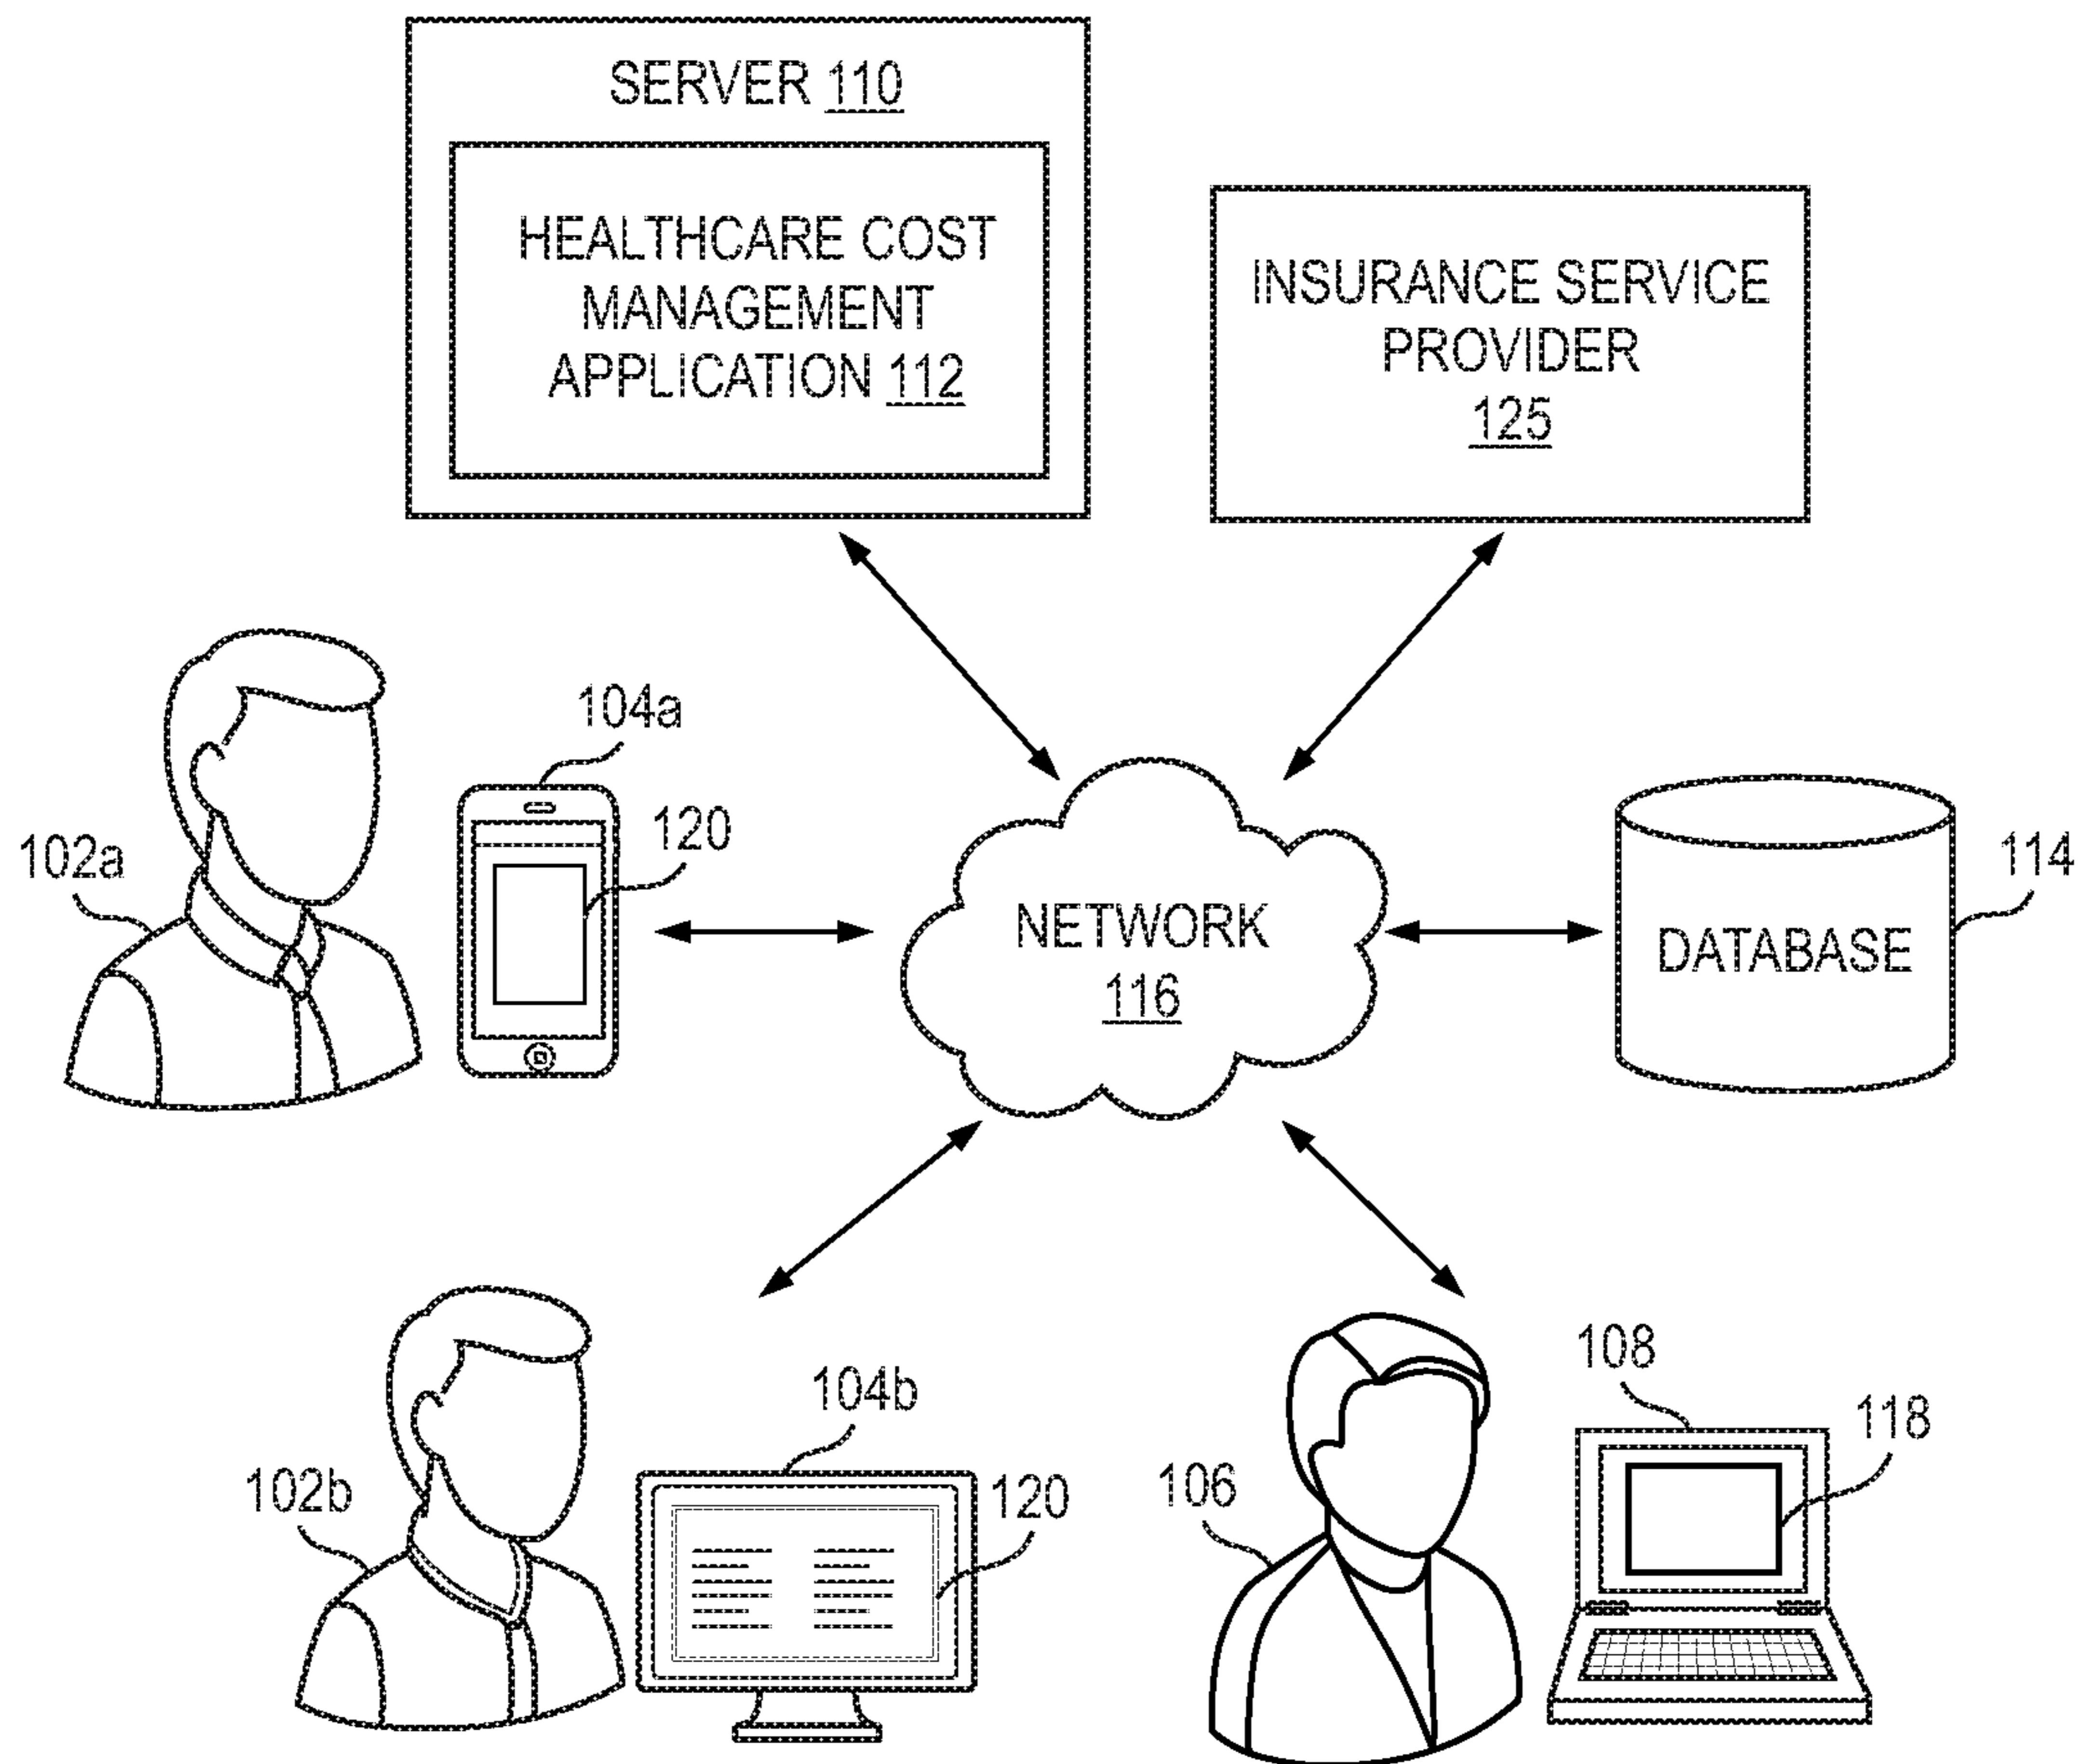 SERVER 110
HEALTHCARE COST
MANAGEMENT
APPLICATION 112
INSURANCE SERVICE
PROVIDER
125
104a
120
102a
NETWORK
116
DATABASE
114
104b
102b
120
108
118
106